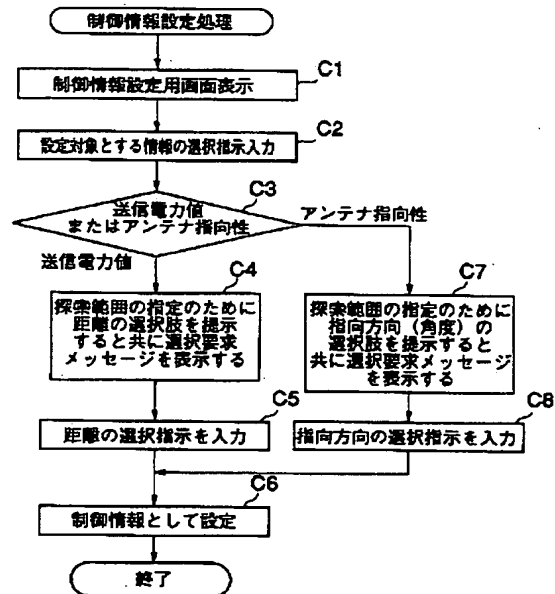 制御情報設定処理
C1
制御情報設定用画面表示
C2
設定対象とする情報の選択指示入力
C3
送信電力値
またはアンテナ指向性
アンテナ指向性
送信電力値
C4
探索範囲の指定のために
距離の選択肢を提示
すると共に選択要求
メッセージを表示する
C7
探索範囲の指定のために
指向方向（角度）の
選択肢を提示すると
共に選択要求メッセージ
を表示する
C5
距離の選択指示を入力
C8
指向方向の選択指示を入力
C6
制御情報として設定
終了